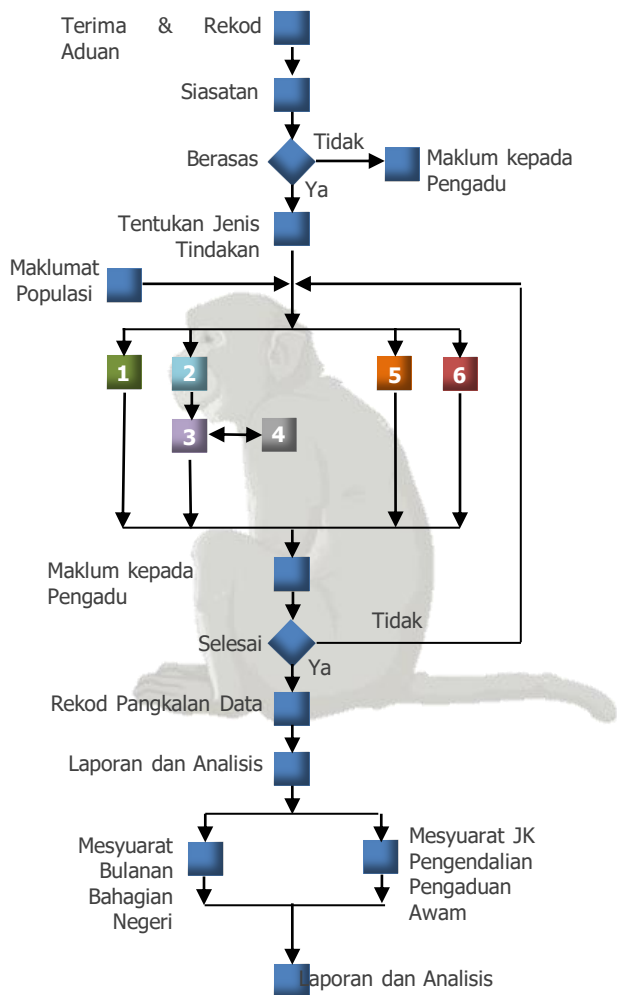 Terima & Rekod
Aduan
Siasatan
Berasas
Tidak
Maklum kepada
Pengadu
Ya
Tentukan Jenis
Tindakan
Maklumat
Populasi
1
2
5
6
3
4
Maklum kepada
Pengadu
Tidak
Selesai
Ya
Rekod Pangkalan Data
Laporan dan Analisis
Mesyuarat
Bulanan
Bahagian
Negeri
Mesyuarat JK
Pengendalian
Pengaduan
Awam
Laporan dan Analisis